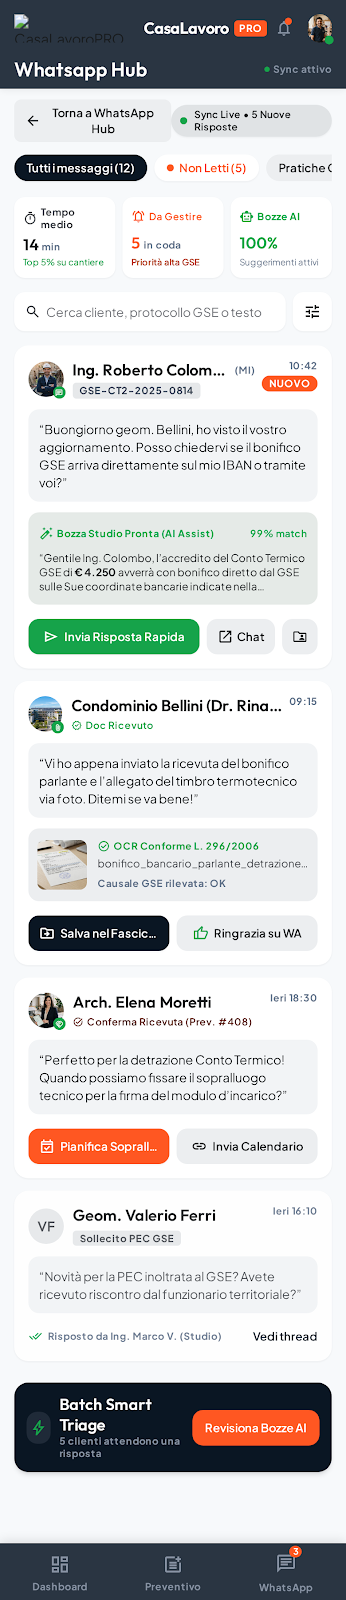 CasaLavoroPRO
CasaLavoro PRO
Whatsapp Hub
Sync attivo
Torna a WhatsApp
Hub
Sync Live • 5 Nuove
Risposte
Tutti i messaggi (12)
Non Letti (5)
Pratiche
Tempo
medio
14 min
Top 5% su cantiere
Da Gestire
5 in coda
Priorità alta GSE
Bozze AI
100%
Suggerimenti attivi
Cerca cliente, protocollo GSE o testo
Ing. Roberto Colom... (MI)
10:42
GSE-CT2-2025-0814
NUOVO
“Buongiorno geom. Bellini, ho visto il vostro
aggiornamento. Posso chiedervi se il bonifico
GSE arriva direttamente sul mio IBAN o tramite
voi?”
Bozza Studio Pronta (AI Assist)
99% match
“Gentile Ing. Colombo, l’accredito del Conto Termico
GSE di € 4.250 avverrà con bonifico diretto dal GSE
sulle Sue coordinate bancarie indicate nella...
Invia Risposta Rapida
Chat
Condominio Bellini (Dr. Rina...
09:15
Doc Ricevuto
“Vi ho appena inviato la ricevuta del bonifico
parlante e l’allegato del timbro termotecnico
via foto. Ditemi se va bene!”
OCR Conforme L. 296/2006
bonifico_bancario_parlante_detrazione...
Causale GSE rilevata: OK
Salva nel Fascic...
Ringrazia su WA
Arch. Elena Moretti
Ieri 18:30
Conferma Ricevuta (Prev. #408)
“Perfetto per la detrazione Conto Termico!
Quando possiamo fissare il sopralluogo
tecnico per la firma del modulo d’incarico?”
Pianifica Soprall...
Invia Calendario
VF
Geom. Valerio Ferri
Ieri 16:10
Sollecito PEC GSE
“Novità per la PEC inoltrata al GSE? Avete
ricevuto riscontro dal funzionario territoriale?”
Risposto da Ing. Marco V. (Studio)
Vedi thread
Batch Smart
Triage
5 clienti attendono una
risposta
Revisiona Bozze AI
Dashboard
Preventivo
3
WhatsApp